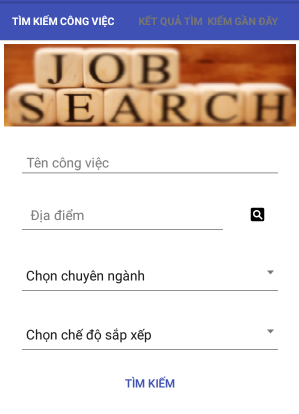 TÌM KIẾM CÔNG VIỆC
KẾT QUẢ TÌM KIẾM GẦN ĐÂY
JOB
SEARCH
Tên công việc
Địa điểm
Chọn chuyên ngành
Chọn chế độ sắp xếp
TÌM KIẾM